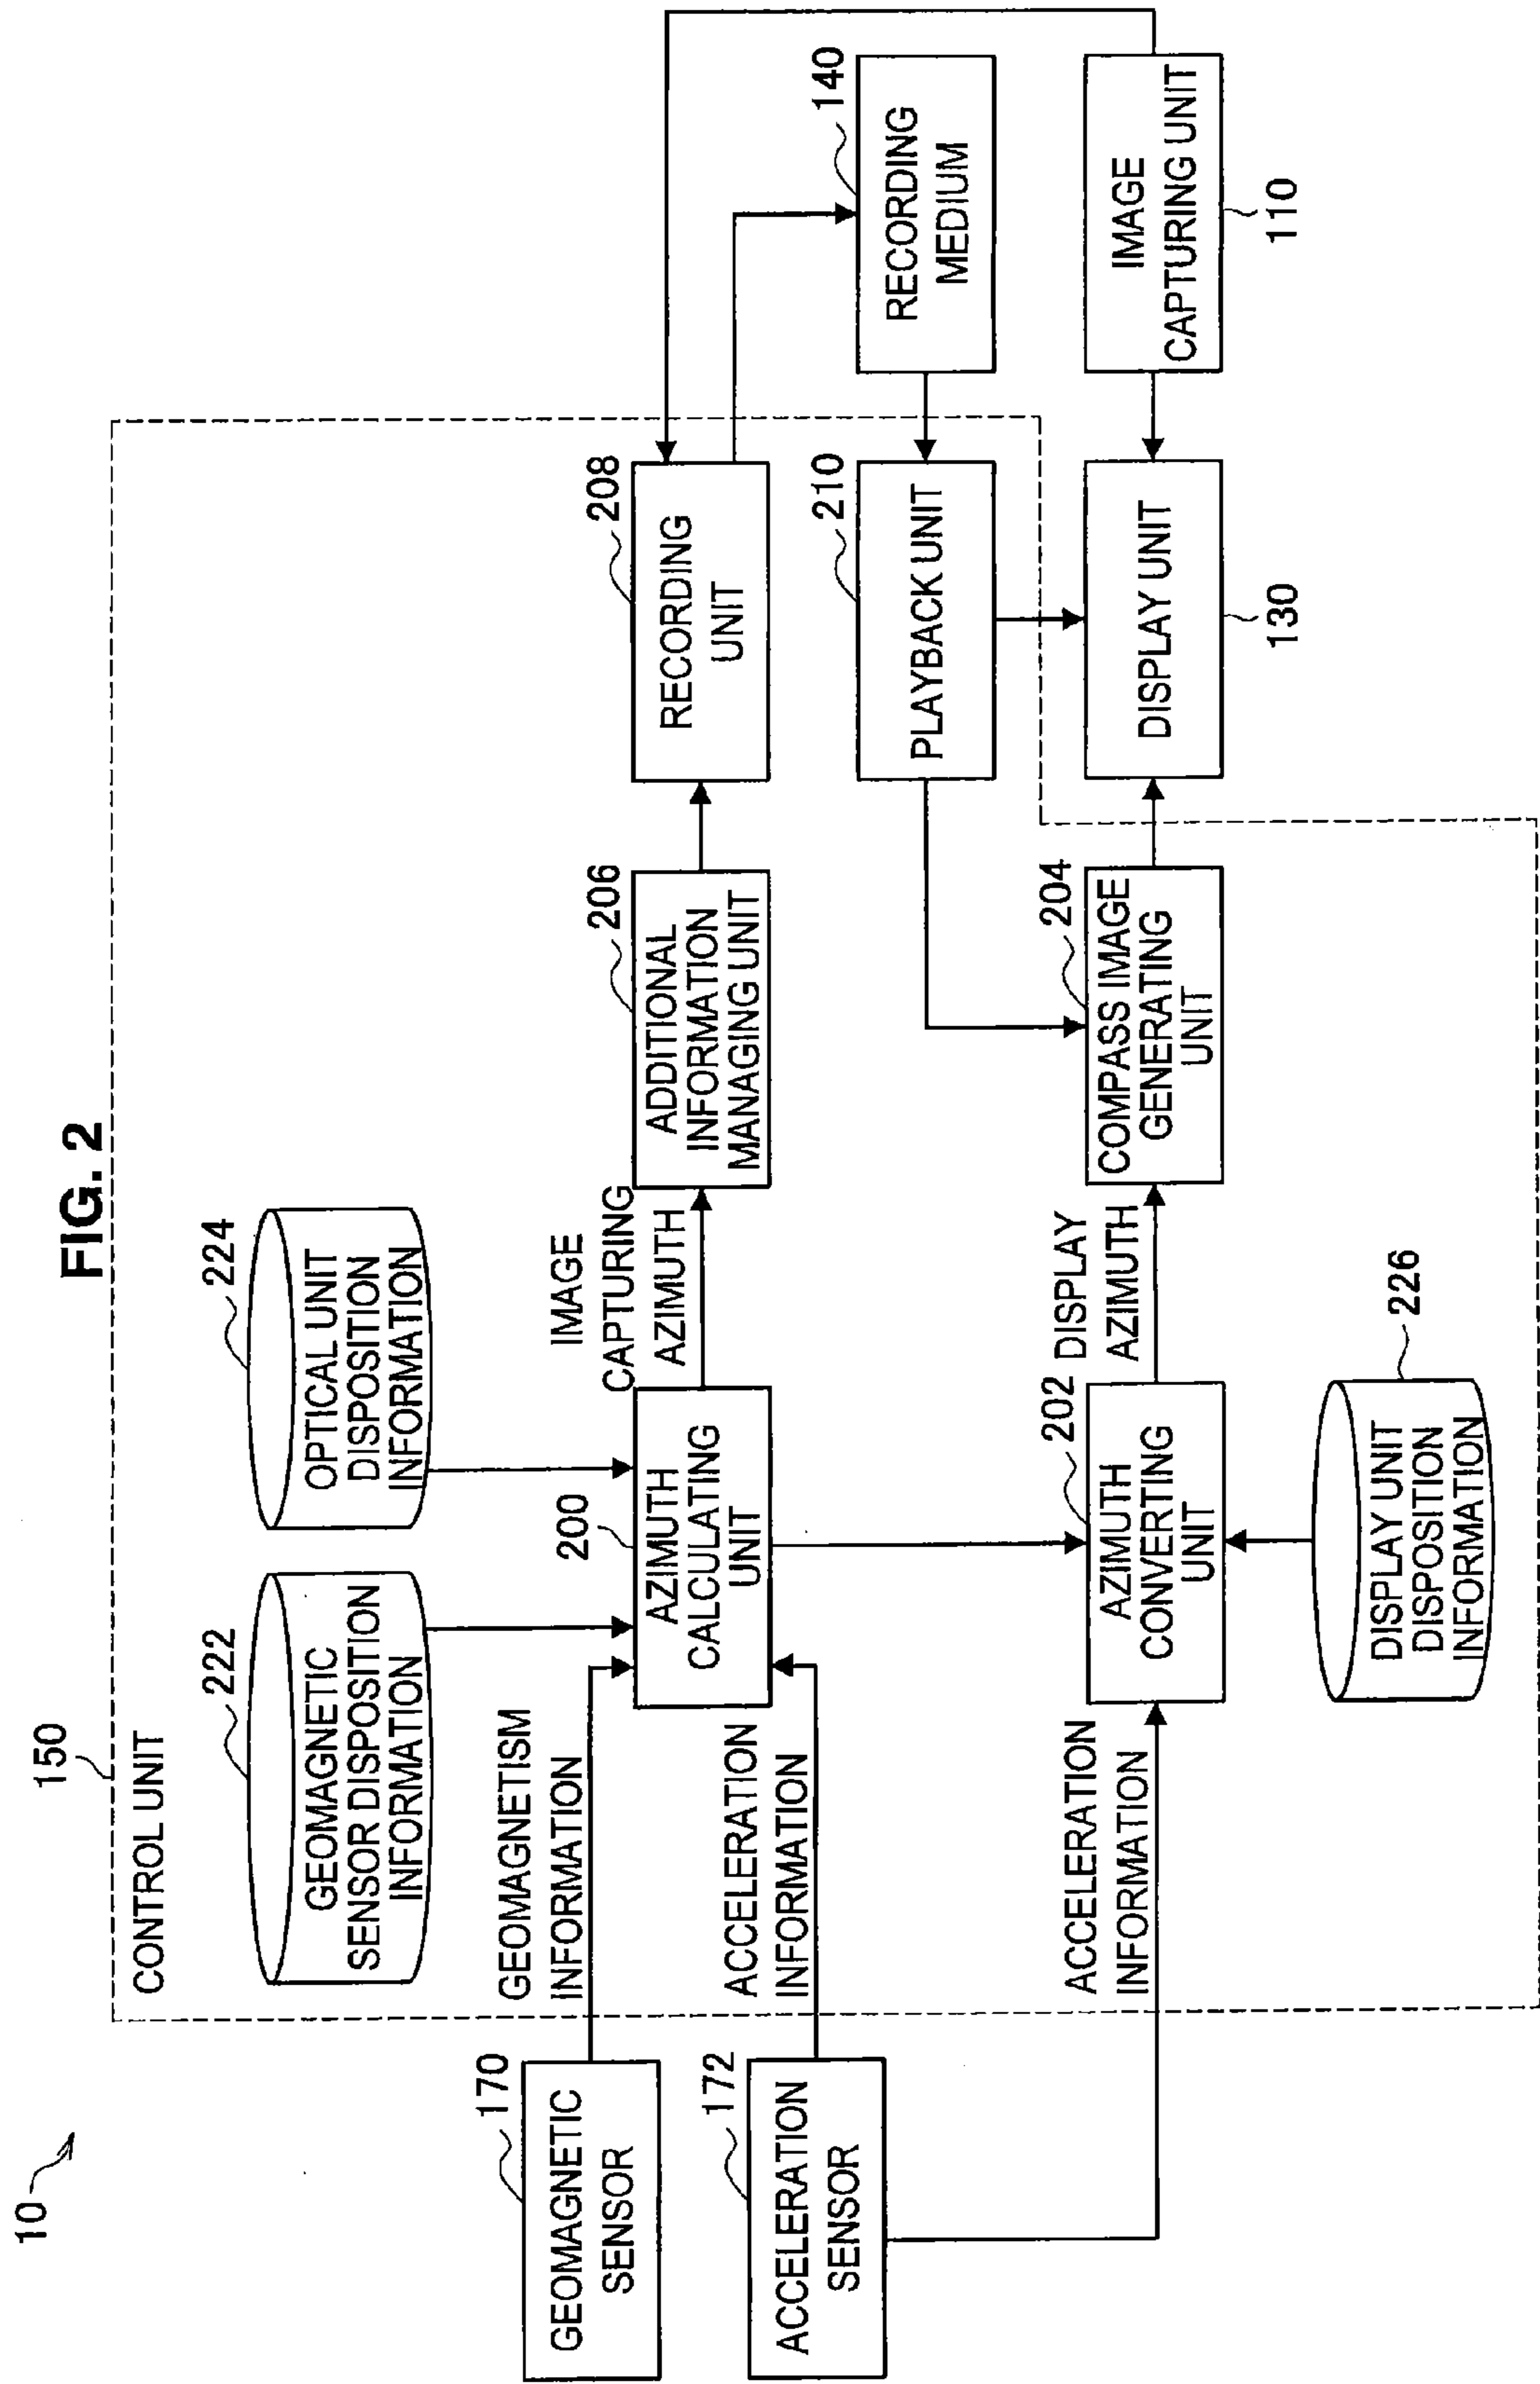 FIG. 2
10
150
CONTROL UNIT
222
GEOMAGNETIC
SENSOR DISPOSITION
INFORMATION
224
OPTICAL UNIT
DISPOSITION
INFORMATION
170
GEOMAGNETIC
SENSOR
GEOMAGNETISM
INFORMATION
172
ACCELERATION
SENSOR
ACCELERATION
INFORMATION
200
AZIMUTH
CALCULATING
UNIT
IMAGE
CAPTURING
AZIMUTH
206
ADDITIONAL
INFORMATION
MANAGING UNIT
208
RECORDING
UNIT
140
RECORDING
MEDIUM
210
PLAYBACK UNIT
ACCELERATION
INFORMATION
202
AZIMUTH
CONVERTING
UNIT
DISPLAY
AZIMUTH
204
COMPASS IMAGE
GENERATING
UNIT
DISPLAY UNIT
130
IMAGE
CAPTURING UNIT
110
226
DISPLAY UNIT
DISPOSITION
INFORMATION